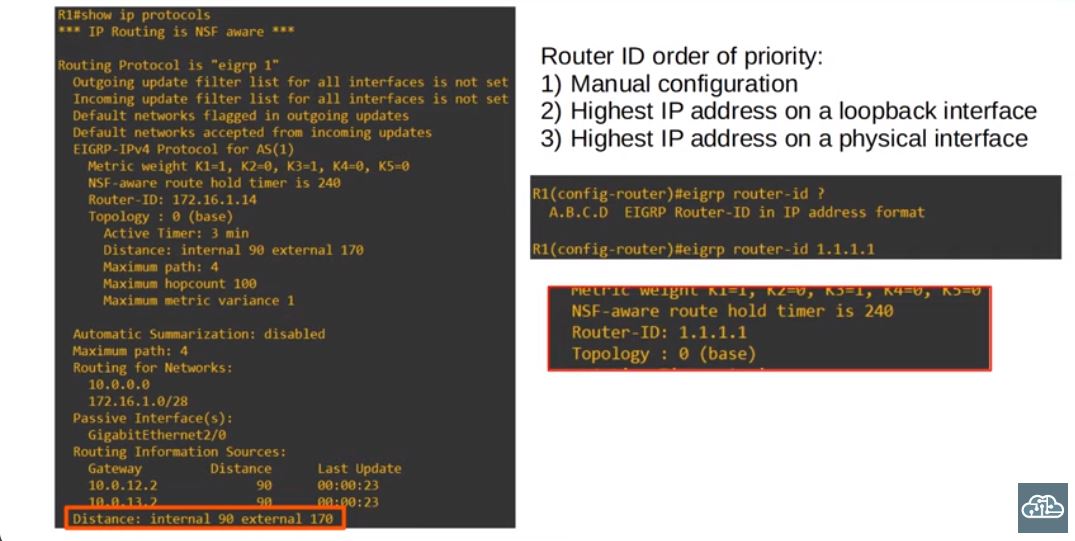 R1#show ip protocols
*** IP Routing is NSF aware ***
Routing Protocol is "eigrp 1"
Outgoing update filter list for all interfaces is not set
Incoming update filter list for all interfaces is not set
Default networks flagged in outgoing updates
Default networks accepted from incoming updates
EIGRP-IPv4 Protocol for AS(1)
Metric weight K1=1, K2=0, K3=1, K4=0, K5=0
NSF-aware route hold timer is 240
Router-ID: 172.16.1.14
Topology : 0 (base)
Active Timer: 3 min
Distance: internal 90 external 170
Maximum path: 4
Maximum hopcount 100
Maximum metric variance 1
Automatic Summarization: disabled
Maximum path: 4
Routing for Networks:
10.0.0.0
172.16.1.0/28
Passive Interface(s):
GigabitEthernet2/0
Routing Information Sources:
Gateway Distance Last Update
10.0.12.2 90 00:00:23
10.0.13.2 90 00:00:23
Distance: internal 90 external 170
Router ID order of priority:
1) Manual configuration
2) Highest IP address on a loopback interface
3) Highest IP address on a physical interface
R1(config-router)#eigrp router-id ?
A.B.C.D EIGRP Router-ID in IP address format
R1(config-router)#eigrp router-id 1.1.1.1
Metric weight K1=1, K2=0, K3=1, K4=0, K5=0
NSF-aware route hold timer is 240
Router-ID: 1.1.1.1
Topology : 0 (base)